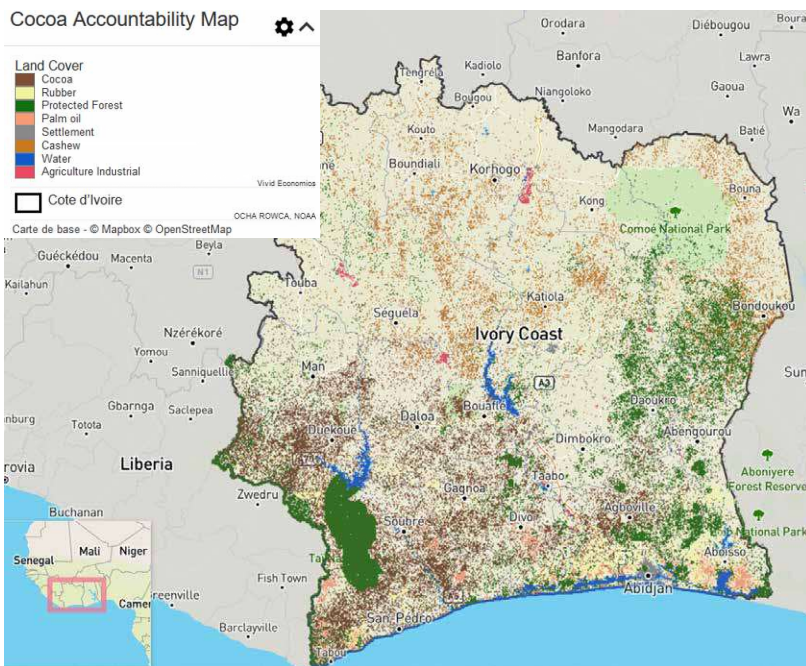 Cocoa Accountability Map
Land Cover
Cocoa
Rubber
Protected Forest
Palm oil
Settlement
Cashew
Water
Agriculture Industrial
Vivid Economics
Cote d'Ivoire
OCHA ROWCA, NOAA
Carte de base - © Mapbox © OpenStreetMap
Orodara
Diébougou
Kadiolo
Banfora
Lawra
Tengréla
Niangoloko
Gaoua
Bougou
Wa
Kouto
Mangodara
Batié
Boundiali
Korhogo
Kong
Bouna
Comoé National Park
Guéckédou
Macenta
Beyla
N1
Kailahun
Touba
Katiola
Bondoukou
Séguéla
Nzérékoré
Ivory Coast
Yomou
Man
Sanniquellie
A3
Gbarnga
Saclepea
Bouaflé
Daoukro
Totota
Daloa
Duekoué
Dimbokro
Abengourou
Liberia
Aboniyere
Forest Reserve
Zwedru
Gagnoa
Taabo
Buchanan
Soubré
Divo
Agboville
National Park
Aboisso
Senegal
Mali
Niger
Fish Town
Abidjan
Greenville
San-Pédro
Barclayville
Tabou